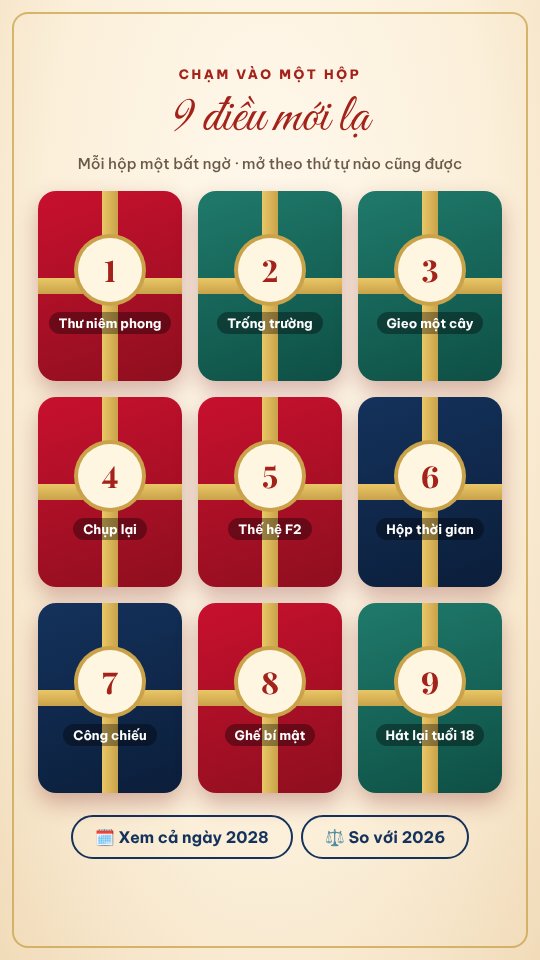 CHẠM VÀO MỘT HỘP
9 điều mới lạ
Mỗi hộp một bất ngờ · mở theo thứ tự nào cũng được
1
Thư niêm phong
2
Trống trường
3
Gieo một cây
4
Chụp lại
5
Thế hệ F2
6
Hộp thời gian
7
Công chiếu
8
Ghế bí mật
9
Hát lại tuổi 18
🗓️ Xem cả ngày 2028
⚖️ So với 2026